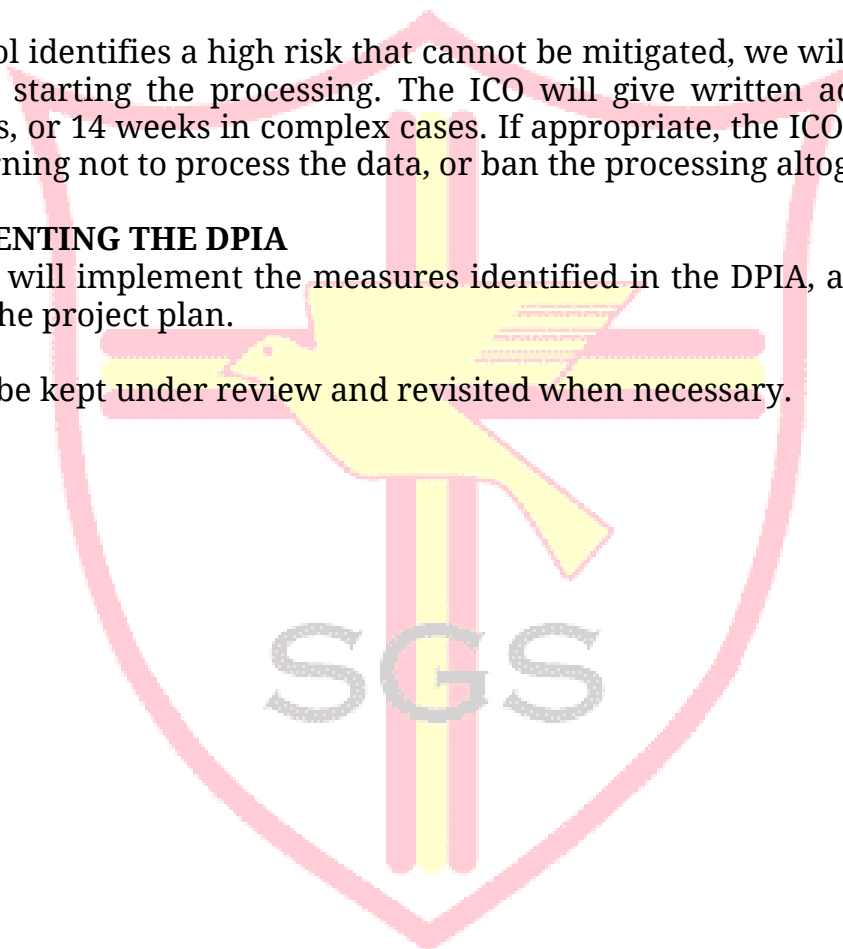 ol identifies a high risk that cannot be mitigated, we wil
starting the processing. The ICO will give written ad
s, or 14 weeks in complex cases. If appropriate, the ICO
rning not to process the data, or ban the processing altog
ENTING THE DPIA
will implement the measures identified in the DPIA, a
he project plan.
be kept under review and revisited when necessary.
SGS